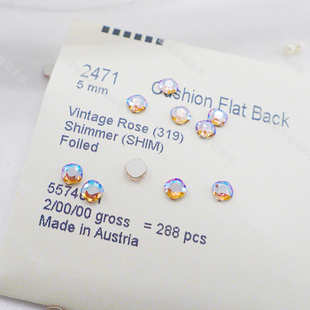 2471
5 mm
Cushion Flat Back
Vintage Rose (319)
Shimmer (SHIM)
Foiled
2/00/00 gross = 288 pcs
Made in Austria